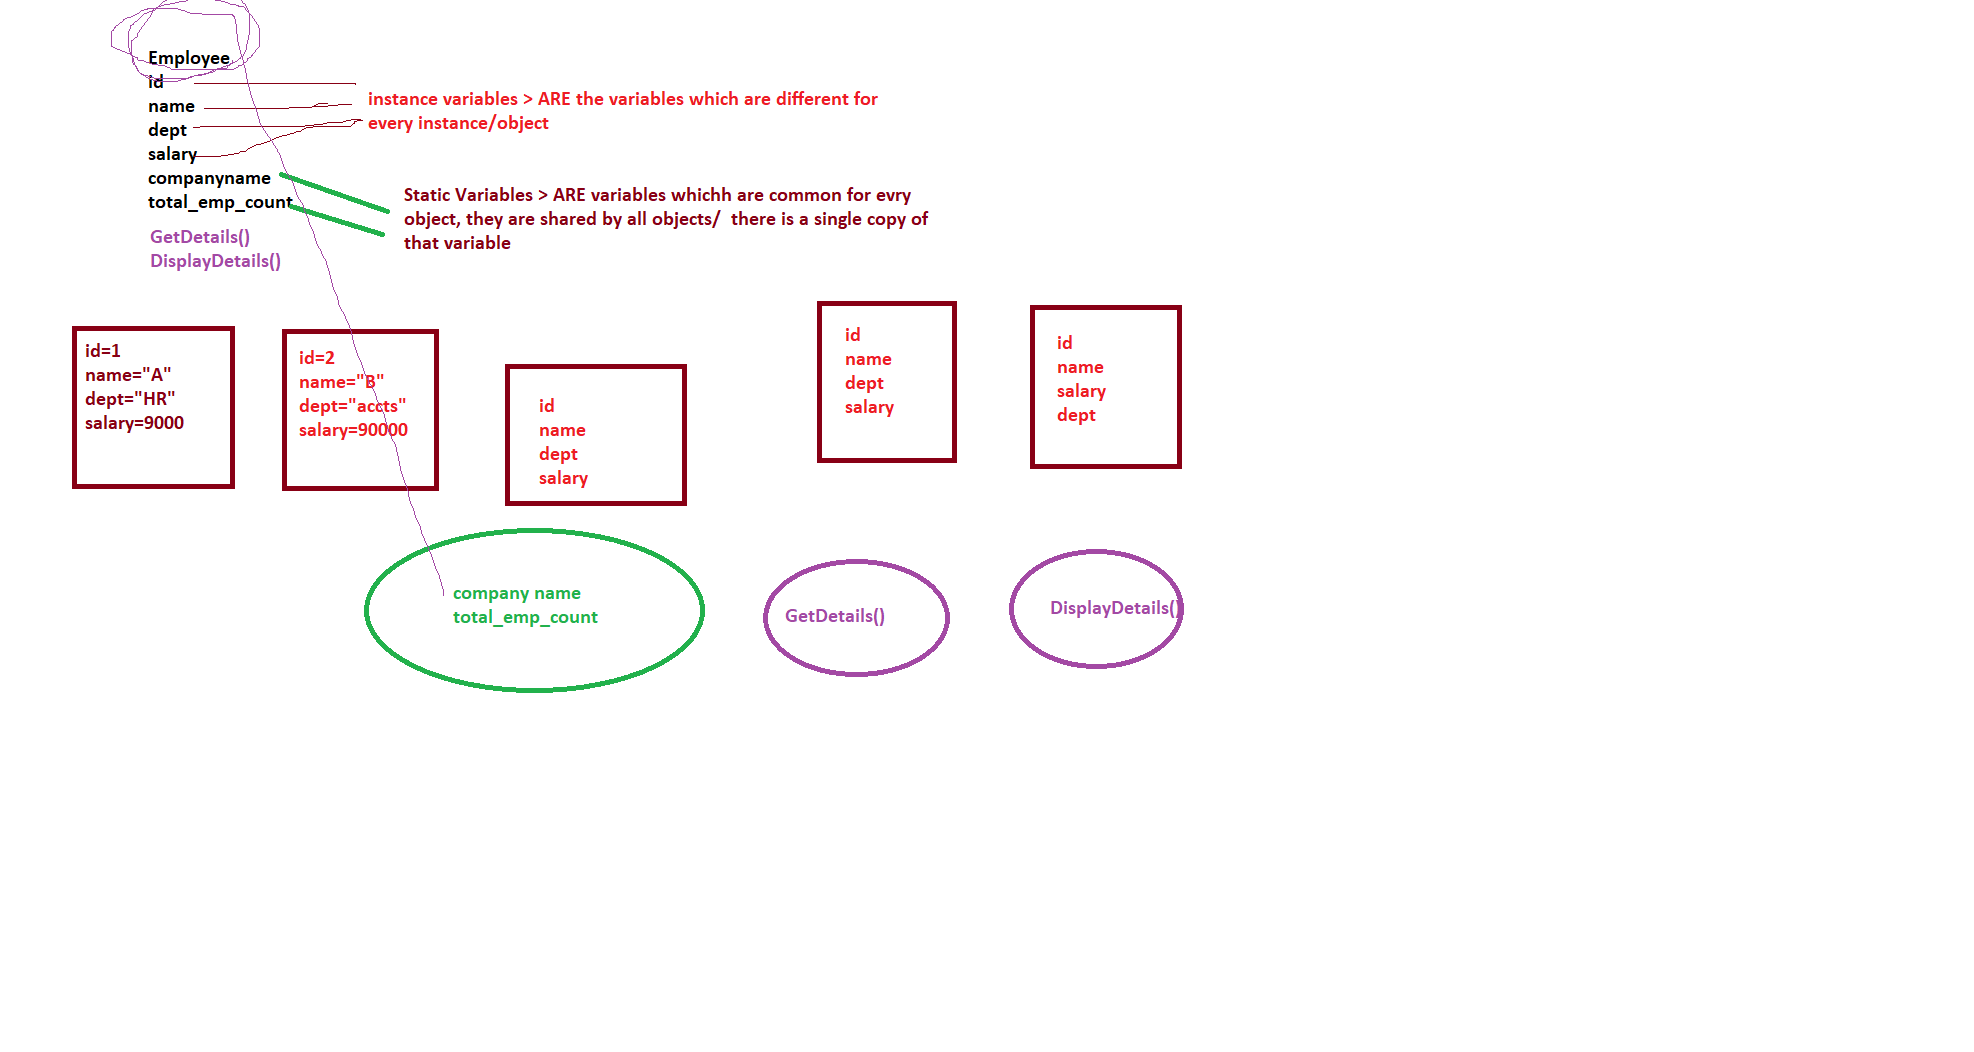 Employee
id
name
dept
salary
companyname
total_emp_count
GetDetails()
DisplayDetails()
instance variables > ARE the variables which are different for
every instance/object
Static Variables > ARE variables whichh are common for evry
object, they are shared by all objects/  there is a single copy of
that variable
id=1
name="A"
dept="HR"
salary=9000
id=2
name="B"
dept="accts"
salary=90000
id
name
dept
salary
id
name
dept
salary
id
name
salary
dept
company name
total_emp_count
GetDetails()
DisplayDetails()